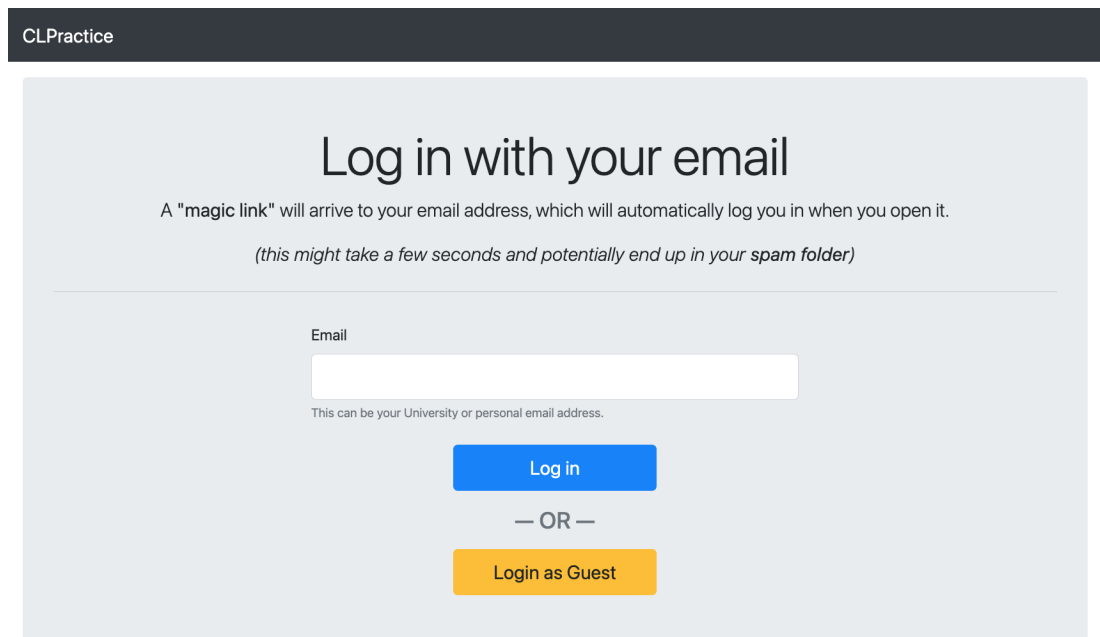 CLPractice
Log in with your email
A "magic link" will arrive to your email address, which will automatically log you in when you open it.
(this might take a few seconds and potentially end up in your spam folder)
Email
This can be your University or personal email address.
Log in
— OR —
Login as Guest